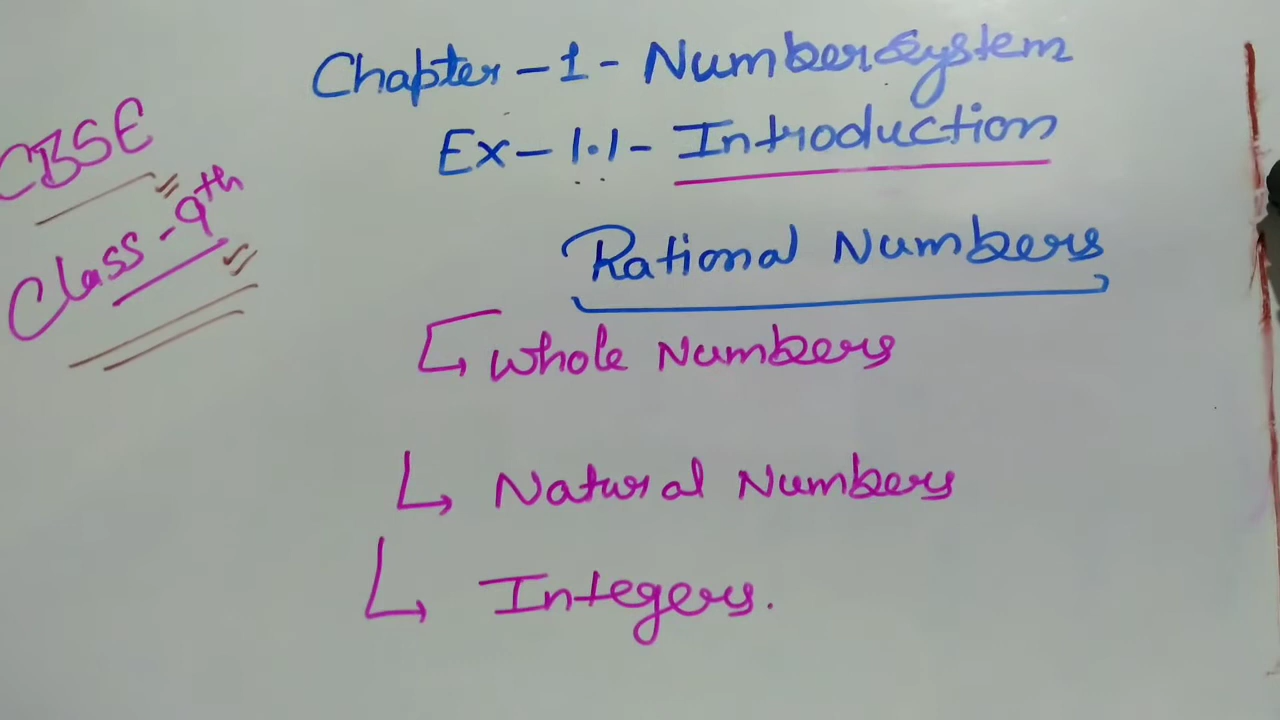 Chapter - 1 - Number System
Ex - 1.1 - Introduction
CBSE
Class - 9th
Rational Numbers
Whole Numbers
Natural Numbers
Integers.